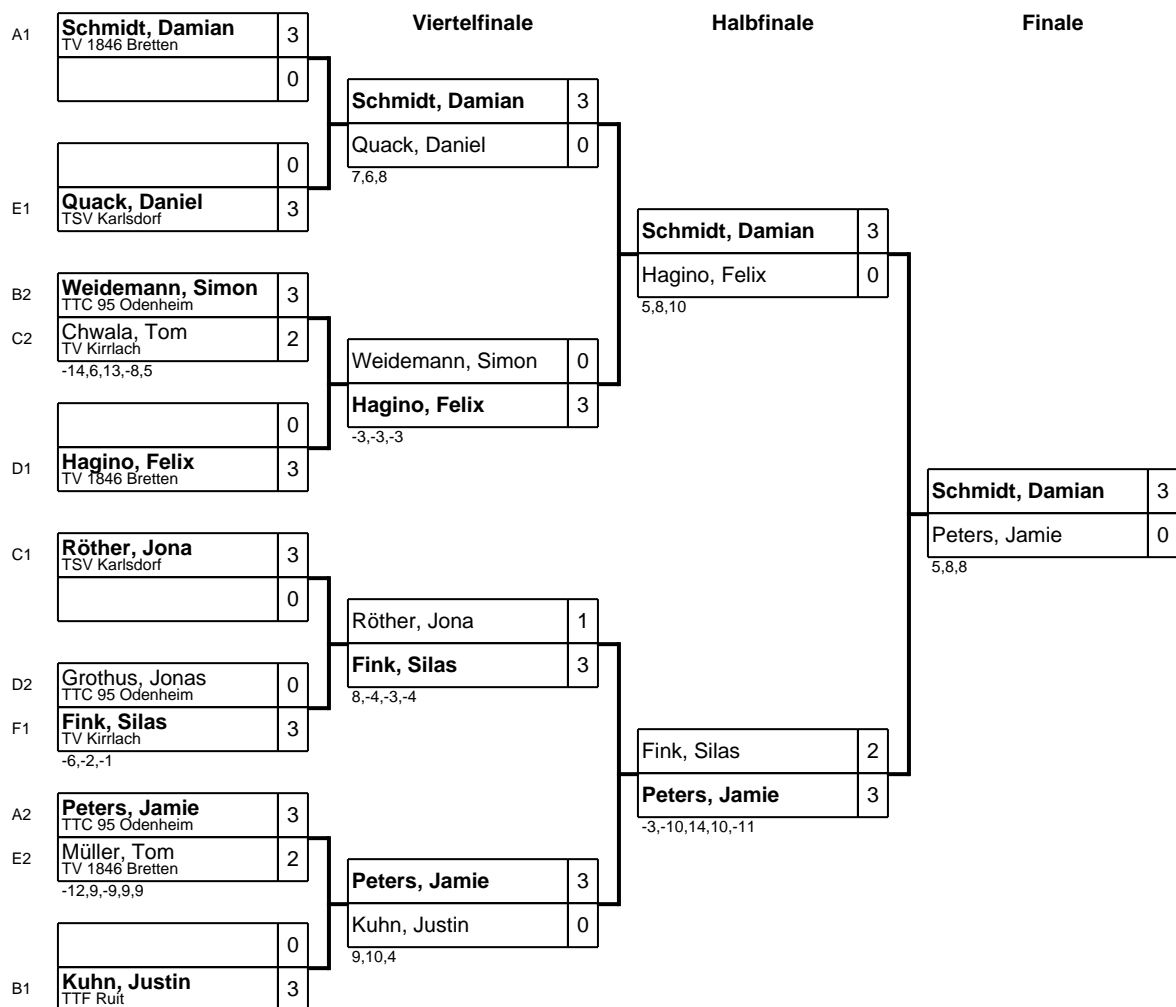 Viertelfinale
Halbfinale
Finale
A1 Schmidt, Damian 3
TV 1846 Bretten
0
0
E1 Quack, Daniel 3
TSV Karlsdorf
B2 Weidemann, Simon 3
TTC 95 Odenheim
C2 Chwala, Tom 2
TV Kirrlach
-14,6,13,-8,5
0
D1 Hagino, Felix 3
TV 1846 Bretten
C1 Röther, Jona 3
TSV Karlsdorf
0
D2 Grothus, Jonas 0
TTC 95 Odenheim
F1 Fink, Silas 3
TV Kirrlach
-6,-2,-1
A2 Peters, Jamie 3
TTC 95 Odenheim
E2 Müller, Tom 2
TV 1846 Bretten
-12,9,-9,9,9
0
B1 Kuhn, Justin 3
TTF Ruit
Schmidt, Damian 3
Quack, Daniel 0
7,6,8
Weidemann, Simon 0
Hagino, Felix 3
-3,-3,-3
Röther, Jona 1
Fink, Silas 3
8,-4,-3,-4
Peters, Jamie 3
Kuhn, Justin 0
9,10,4
Schmidt, Damian 3
Hagino, Felix 0
5,8,10
Fink, Silas 2
Peters, Jamie 3
-3,-10,14,10,-11
Schmidt, Damian 3
Peters, Jamie 0
5,8,8